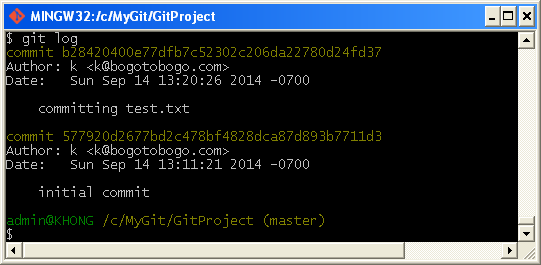 MINGW32:/c/MyGit/GitProject
$ git log
commit b28420400e77dfb7c52302c206da22780d24fd37
Author: k <k@bogotobogo.com>
Date:   Sun Sep 14 13:20:26 2014 -0700
committing test.txt
commit 577920d2677bd2c478bf4828dca87d893b7711d3
Author: k <k@bogotobogo.com>
Date:   Sun Sep 14 13:11:21 2014 -0700
initial commit
admin@KHONG /c/MyGit/GitProject (master)
$